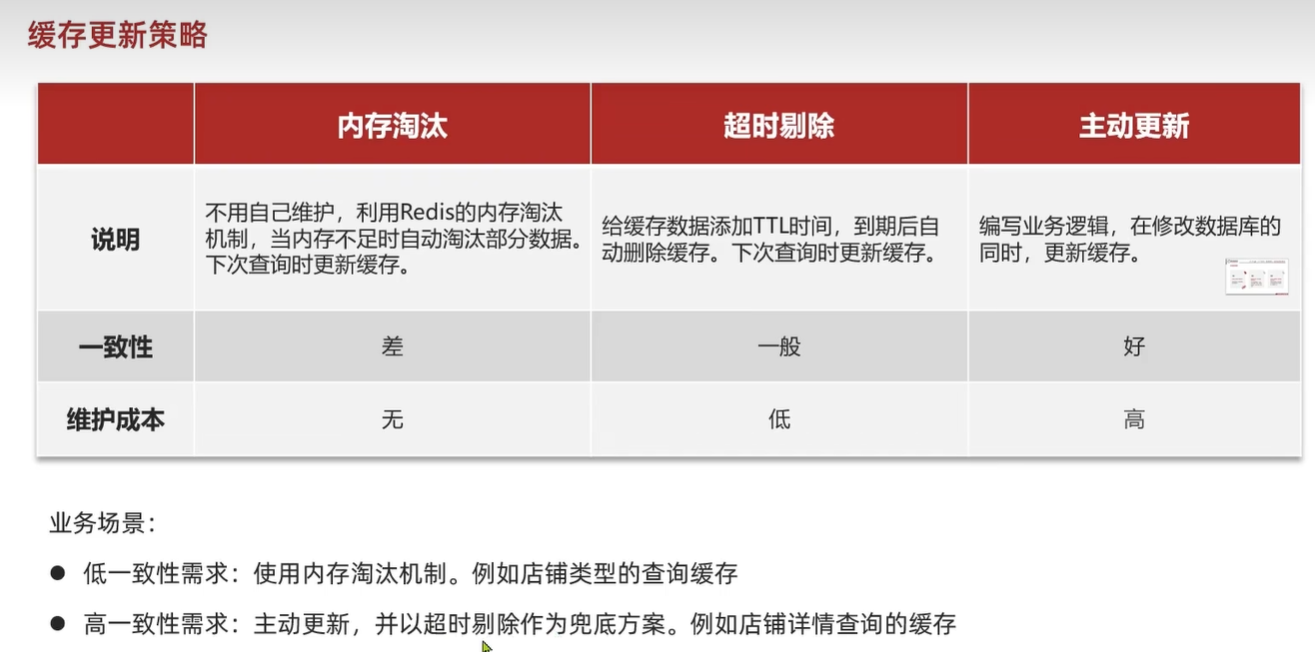 缓存更新策略
内存淘汰
超时剔除
主动更新
说明
不用自己维护，利用Redis的内存淘汰
机制，当内存不足时自动淘汰部分数据。
下次查询时更新缓存。
给缓存数据添加TTL时间，到期后自
动删除缓存。下次查询时更新缓存。
编写业务逻辑，在修改数据库的
同时，更新缓存。
一致性
差
一般
好
维护成本
无
低
高
业务场景：
● 低一致性需求：使用内存淘汰机制。例如店铺类型的查询缓存
● 高一致性需求：主动更新，并以超时剔除作为兜底方案。例如店铺详情查询的缓存